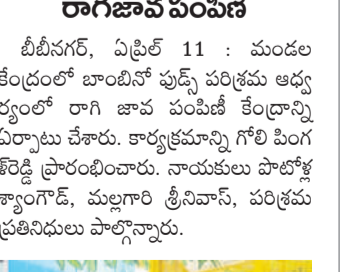 రాగిజావ పంపిణీ
బీబీనగర్, ఏప్రిల్ 11 : మండల
కేంద్రంలో బాంబినో ఫుడ్స్ పరిశ్రమ ఆధ్వ
ర్యంలో రాగి జావ పంపిణీ కేంద్రాన్ని
ఏర్పాటు చేశారు. కార్యక్రమాన్ని గోలి పింగ
ళ్‌రెడ్డి ప్రారంభించారు. నాయకులు పొటోళ్ల
శ్యాంగౌడ్, మల్లగారి శ్రీనివాస్, పరిశ్రమ
ప్రతినిధులు పాల్గొన్నారు.